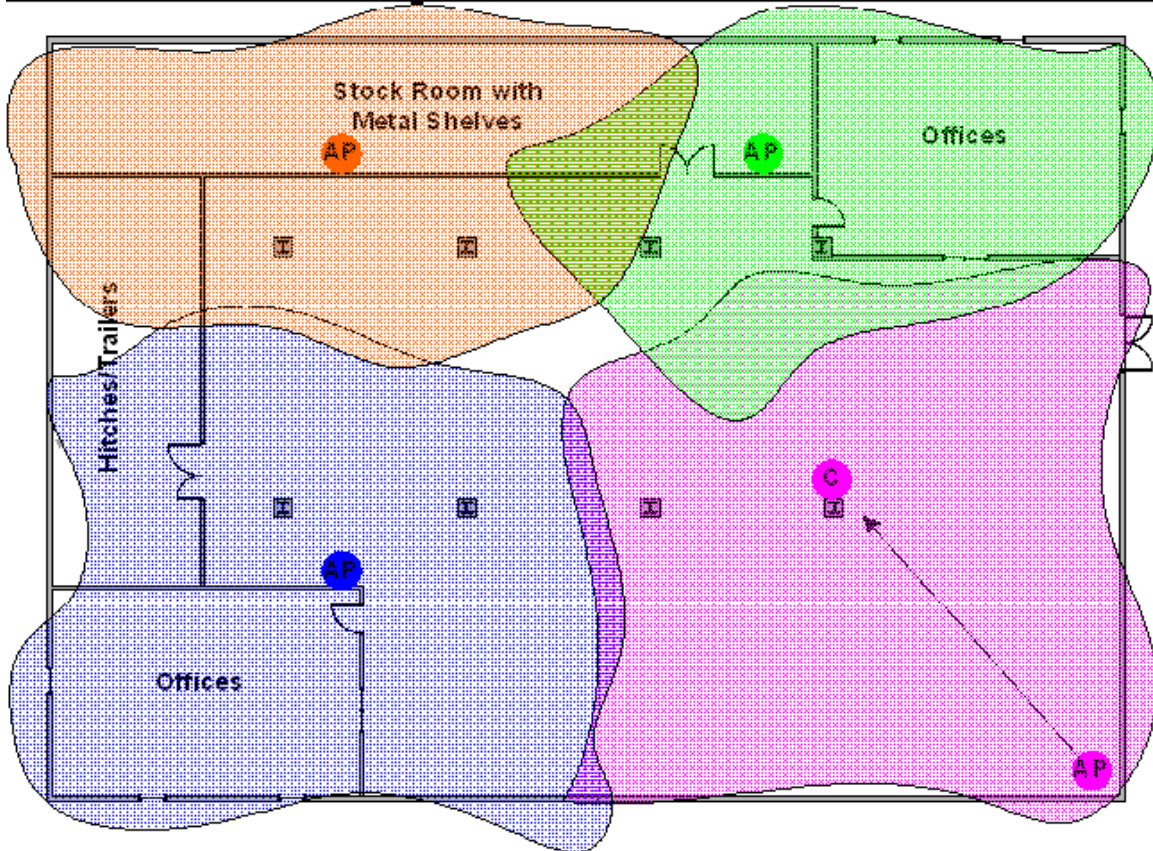 Stock Room with
Metal Shelves
AP
AP
Offices
I
I
I
I
Hitches/Trailers
C
I
I
I
I
AP
Offices
AP